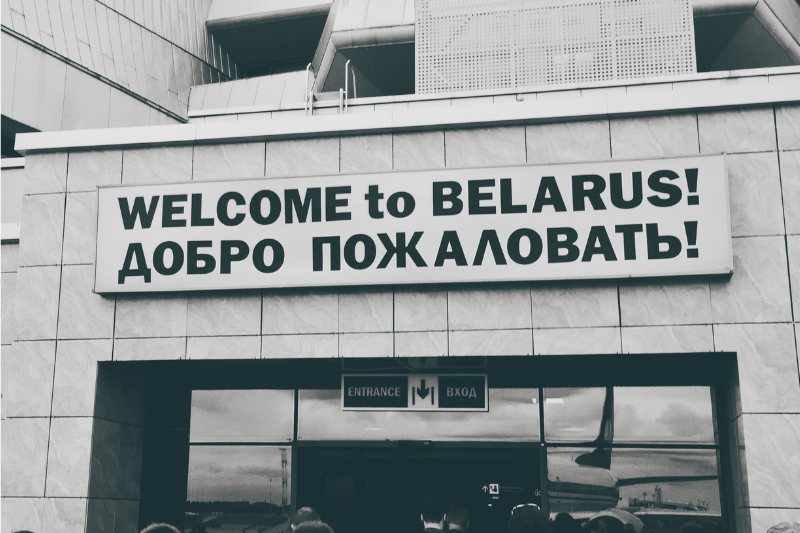 WELCOME to BELARUS!
ДОБРО ПОЖАЛОВАТЬ!
ENTRANCE ВХОД